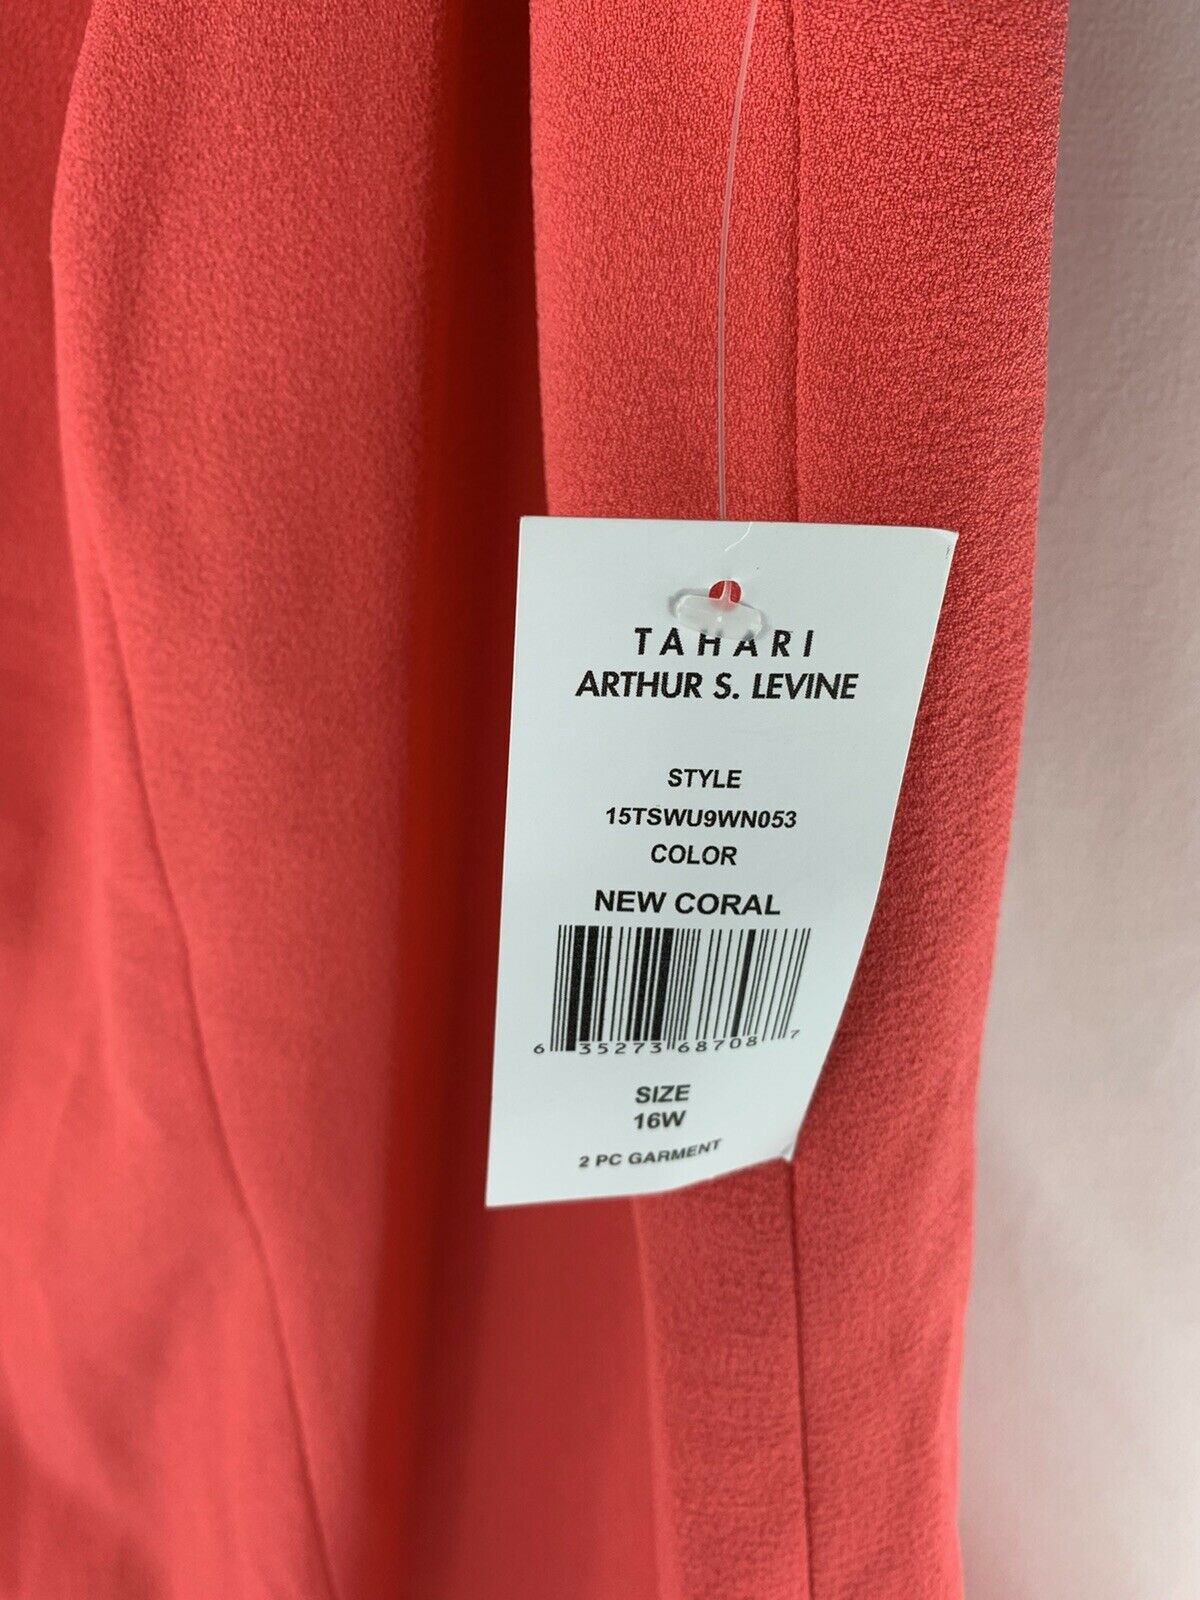 TAHARI
ARTHUR S. LEVINE
STYLE
15TSWU9WN053
COLOR
NEW CORAL
6 35273 68708 7
SIZE
16W
2 PC GARMENT